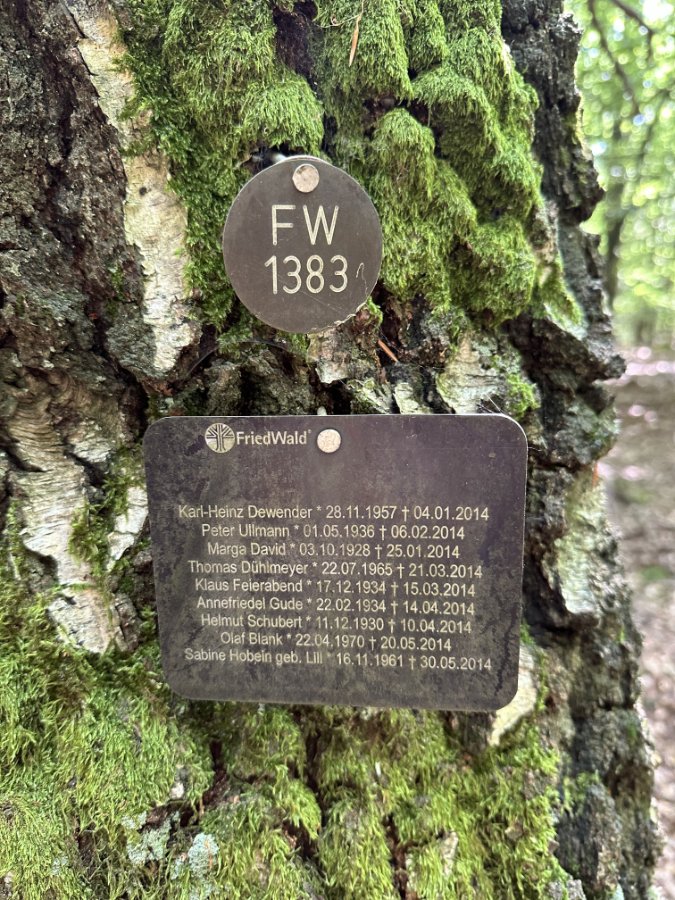 FW
1383
FriedWald®
Karl-Heinz Dewender * 28.11.1957 † 04.01.2014
Peter Ullmann * 01.05.1936 † 06.02.2014
Marga David * 03.10.1928 † 25.01.2014
Thomas Dühlmeyer * 22.07.1965 † 21.03.2014
Klaus Feierabend * 17.12.1934 † 15.03.2014
Annefriedel Gude * 22.02.1934 † 14.04.2014
Helmut Schubert * 11.12.1930 † 10.04.2014
Olaf Blank * 22.04.1970 † 20.05.2014
Sabine Hobein geb. Lill * 16.11.1961 † 30.05.2014